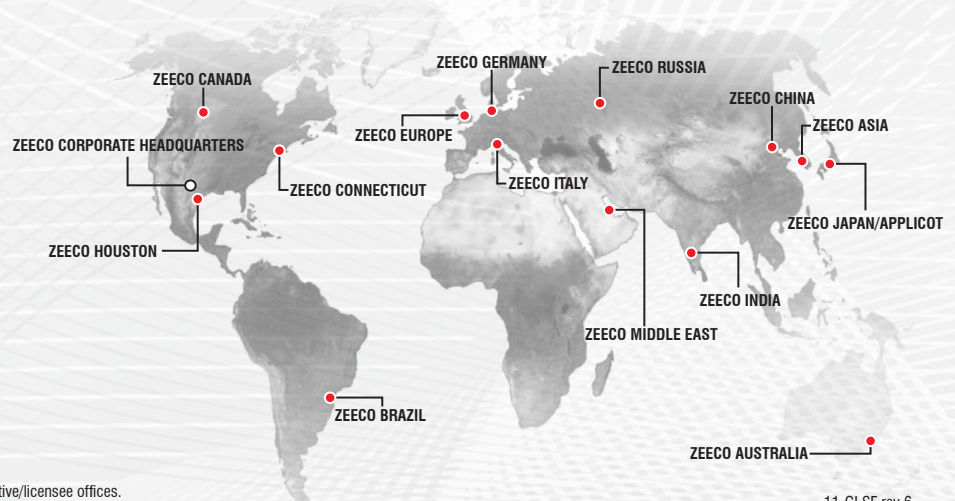 ZEECO GERMANY
ZEECO RUSSIA
ZEECO CANADA
ZEECO CHINA
ZEECO ASIA
ZEECO EUROPE
ZEECO CORPORATE HEADQUARTERS
ZEECO CONNECTICUT
ZEECO ITALY
ZEECO JAPAN/APPLICOT
ZEECO HOUSTON
ZEECO INDIA
ZEECO MIDDLE EAST
ZEECO BRAZIL
ZEECO AUSTRALIA
tive/licensee offices.